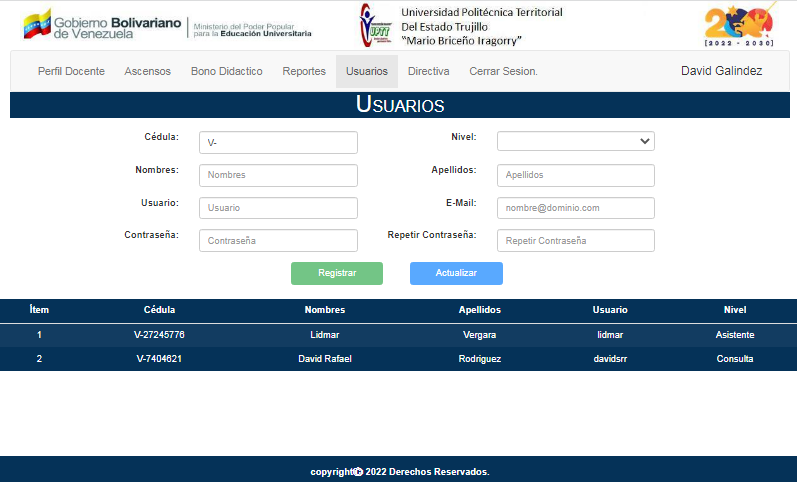 Gobierno Bolivariano
de Venezuela
Ministerio del Poder Popular
para la Educación Universitaria
UPTT
Universidad Politécnica Territorial
Del Estado Trujillo
“Mario Briceño Iragorry”
200
[2022 - 2030]
Perfil Docente Ascensos Bono Didactico Reportes Usuarios Directiva Cerrar Sesion. David Galindez
Usuarios
Cédula: V- Nivel:
Nombres: Nombres Apellidos: Apellidos
Usuario: Usuario E-Mail: nombre@dominio.com
Contraseña: Contraseña Repetir Contraseña: Repetir Contraseña
Registrar Actualizar
Ítem Cédula Nombres Apellidos Usuario Nivel
1 V-27245776 Lidmar Vergara lidmar Asistente
2 V-7404621 David Rafael Rodriguez davidsrr Consulta
copyright© 2022 Derechos Reservados.